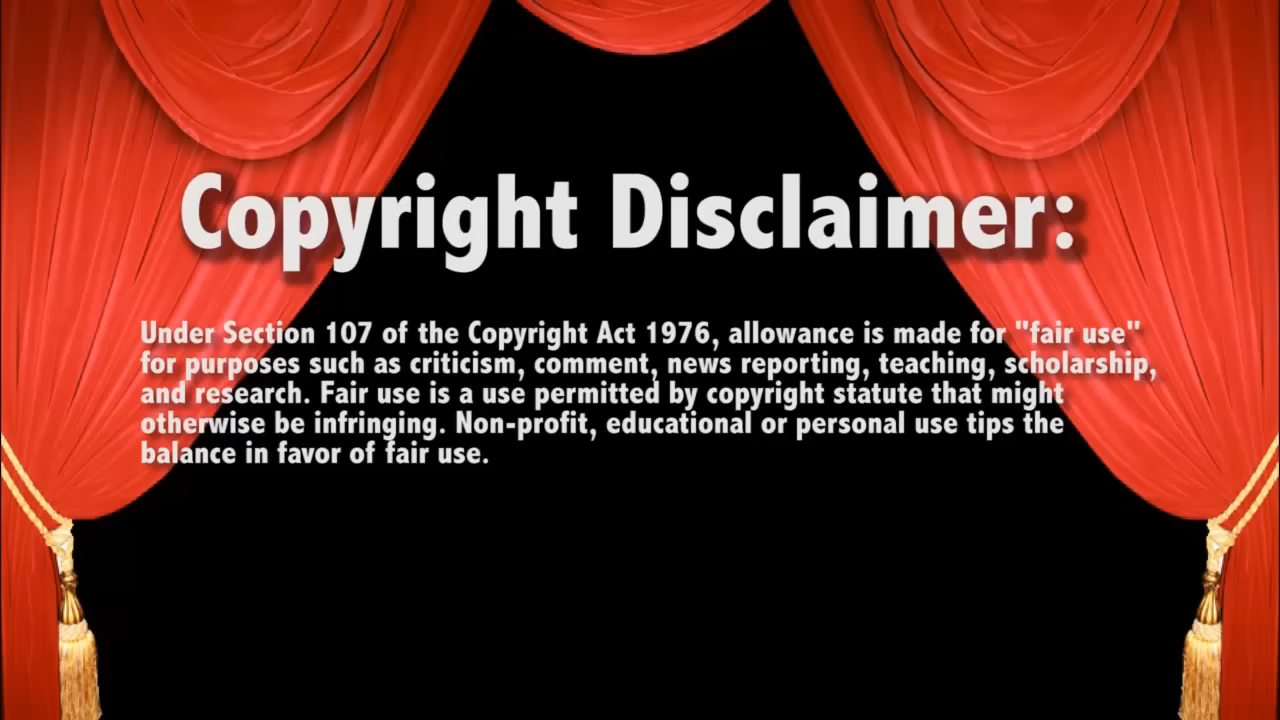 Copyright Disclaimer:
Under Section 107 of the Copyright Act 1976, allowance is made for "fair use"
for purposes such as criticism, comment, news reporting, teaching, scholarship,
and research. Fair use is a use permitted by copyright statute that might
otherwise be infringing. Non-profit, educational or personal use tips the
balance in favor of fair use.